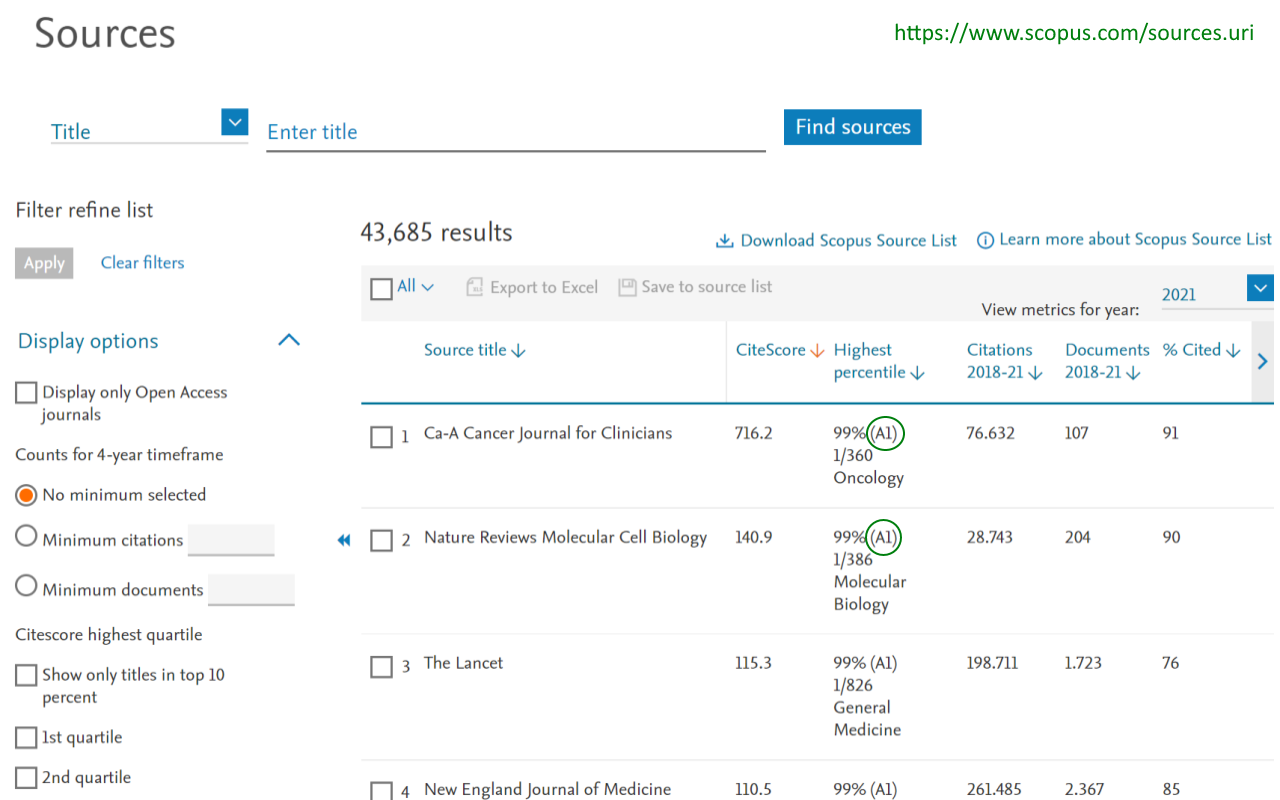 Sources
https://www.scopus.com/sources.uri
Title
Enter title
Find sources
Filter refine list
Apply
Clear filters
43,685 results
Download Scopus Source List
Learn more about Scopus Source List
All
Export to Excel
Save to source list
View metrics for year:
2021
Display options
Display only Open Access
journals
Counts for 4-year timeframe
No minimum selected
Minimum citations
Minimum documents
Citescore highest quartile
Show only titles in top 10
percent
1st quartile
2nd quartile
Source title
CiteScore
Highest
percentile
Citations
2018-21
Documents
2018-21
% Cited
1 Ca-A Cancer Journal for Clinicians 716.2 99% (A1) 76.632 107 91
1/360
Oncology
2 Nature Reviews Molecular Cell Biology 140.9 99% (A1) 28.743 204 90
1/386
Molecular
Biology
3 The Lancet 115.3 99% (A1) 198.711 1.723 76
1/826
General
Medicine
4 New England Journal of Medicine 110.5 99% (A1) 261.485 2.367 85